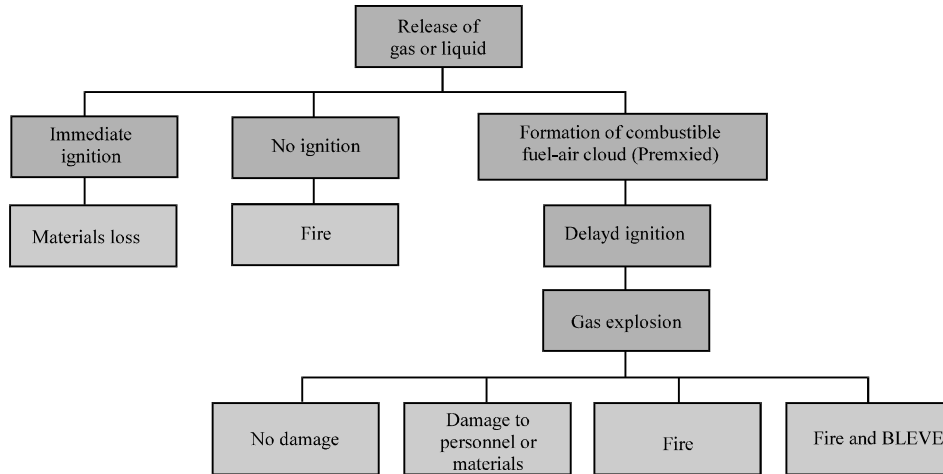 Release of
gas or liquid
Immediate
ignition
No ignition
Formation of combustible
fuel-air cloud (Premxied)
Materials loss
Fire
Delayd ignition
Gas explosion
No damage
Damage to
personnel or
materials
Fire
Fire and BLEVE